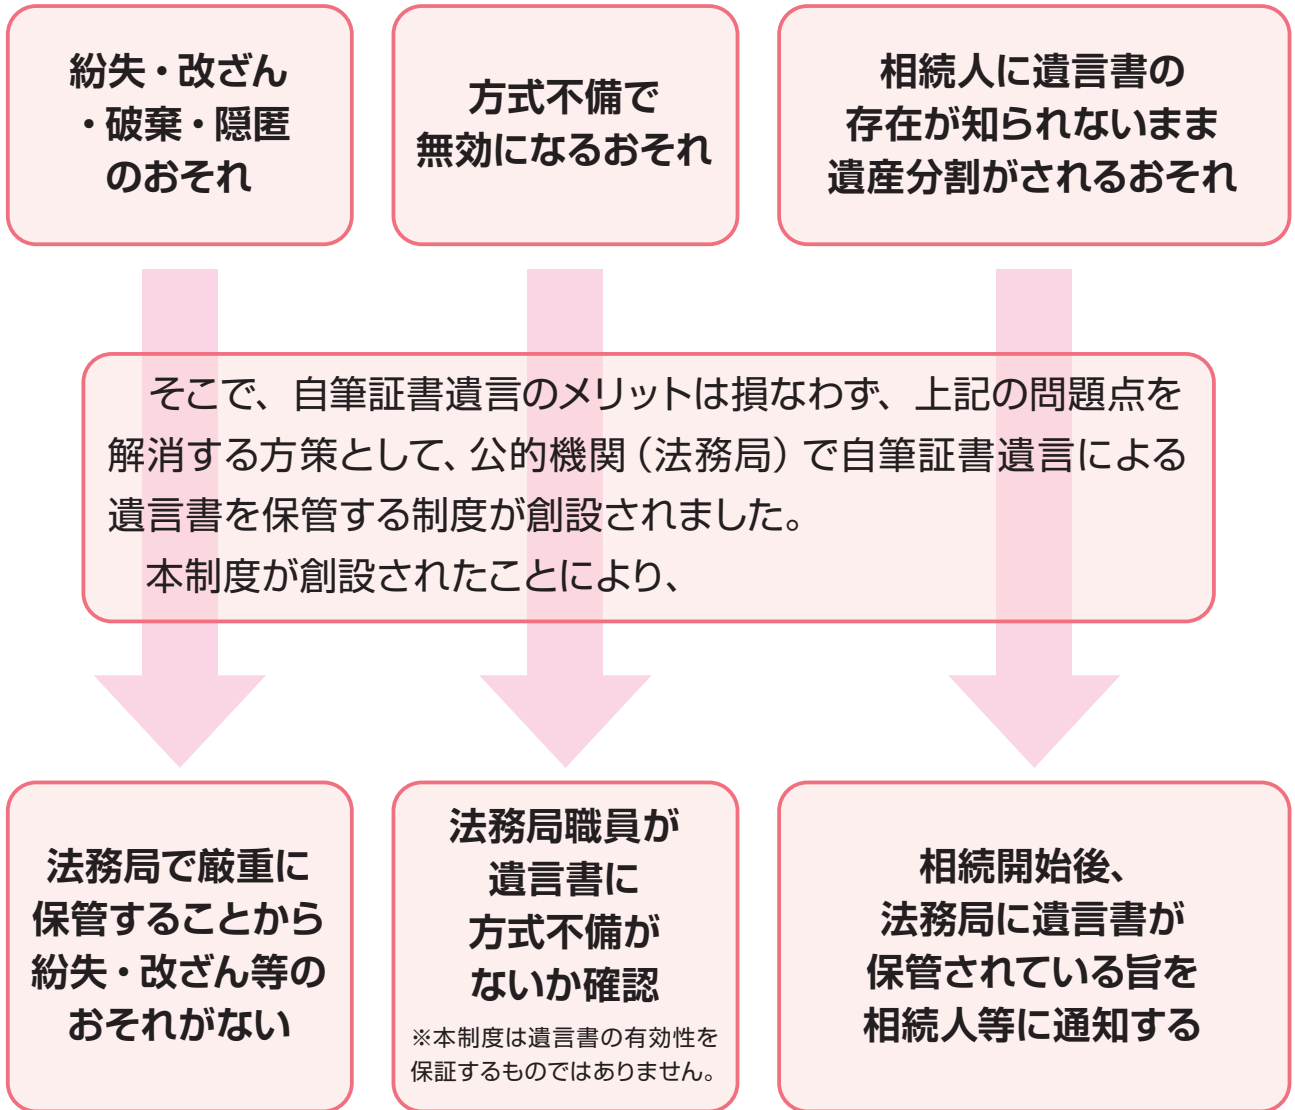 紛失・改ざん
・破棄・隠匿
のおそれ
方式不備で
無効になるおそれ
相続人に遺言書の
存在が知られないまま
遺産分割がされるおそれ
そこで、自筆証書遺言のメリットは損なわず、上記の問題点を
解消する方策として、公的機関（法務局）で自筆証書遺言による
遺言書を保管する制度が創設されました。
本制度が創設されたことにより、
法務局で厳重に
保管することから
紛失・改ざん等の
おそれがない
法務局職員が
遺言書に
方式不備が
ないか確認
※本制度は遺言書の有効性を
保証するものではありません。
相続開始後、
法務局に遺言書が
保管されている旨を
相続人等に通知する